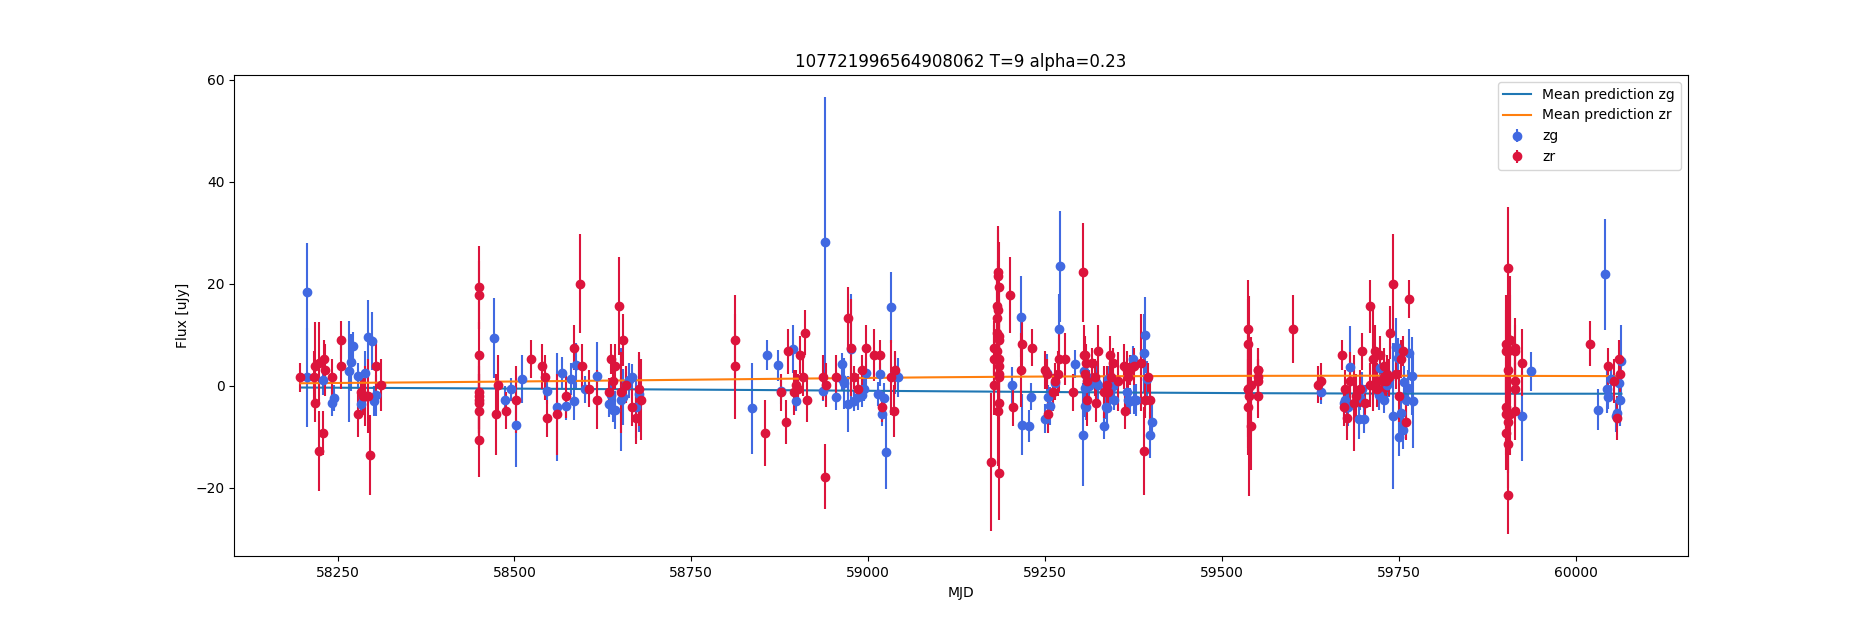 107721996564908062 T=9 alpha=0.23
Flux [uJy]
60
40
20
0
−20
58250 58500 58750 59000 59250 59500 59750 60000
MJD
Mean prediction zg
Mean prediction zr
zg
zr